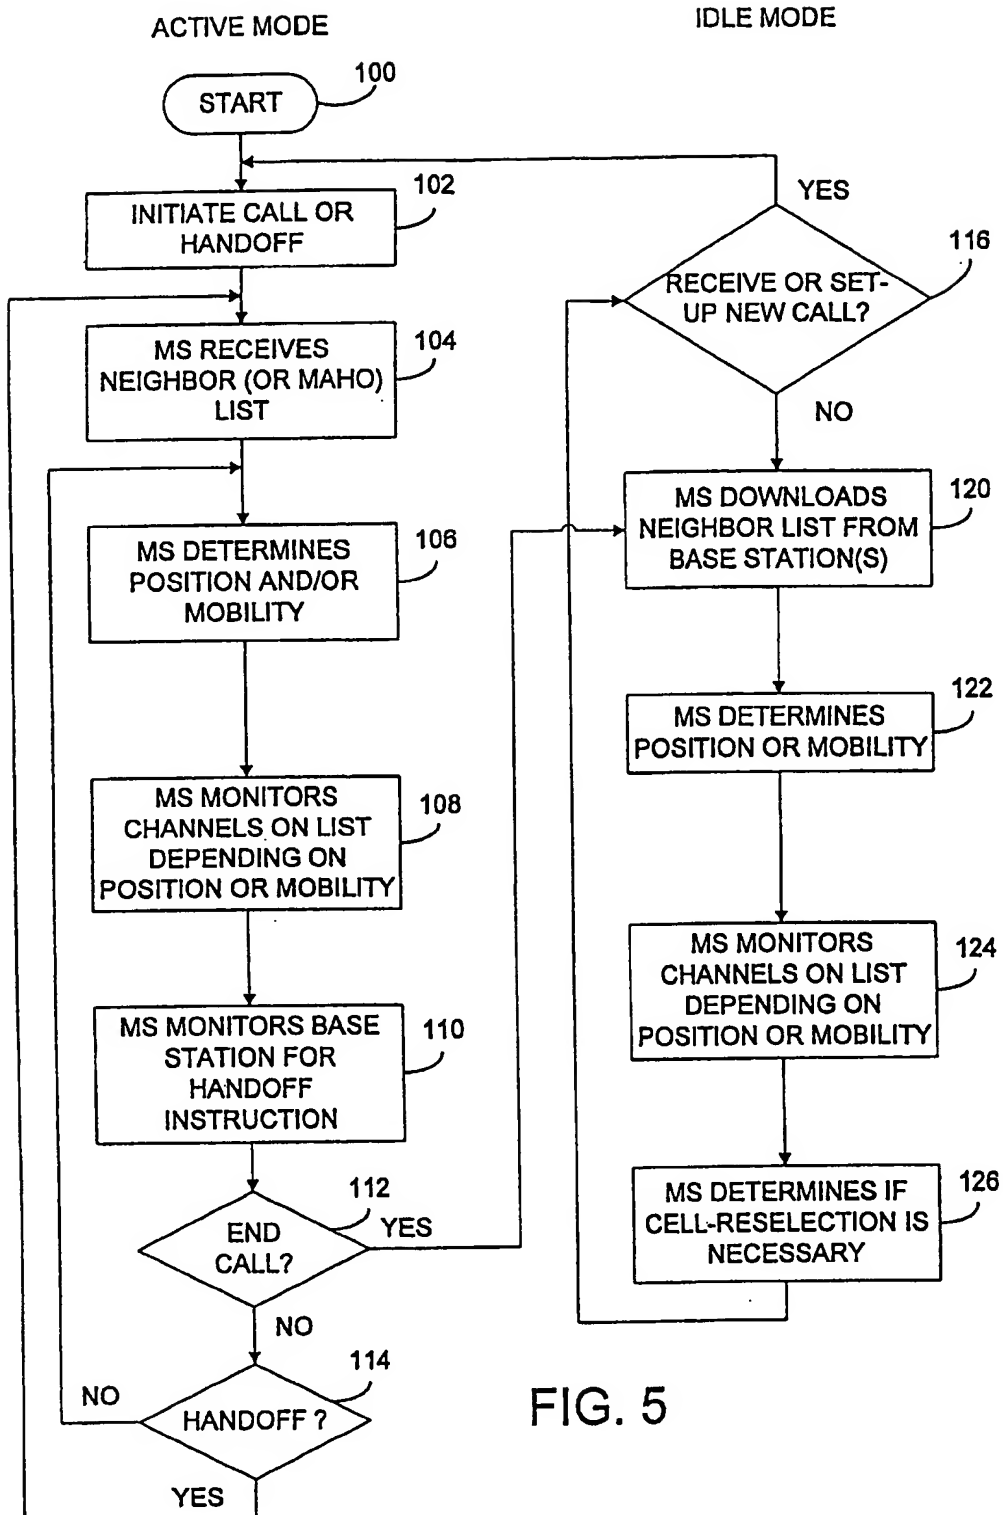 ACTIVE MODE
START
100
INITIATE CALL OR
HANDOFF
102
MS RECEIVES
NEIGHBOR (OR MAHO)
LIST
104
MS DETERMINES
POSITION AND/OR
MOBILITY
106
MS MONITORS
CHANNELS ON LIST
DEPENDING ON
POSITION OR MOBILITY
108
MS MONITORS BASE
STATION FOR
HANDOFF
INSTRUCTION
110
END
CALL?
112
YES
NO
HANDOFF ?
114
NO
YES
IDLE MODE
YES
RECEIVE OR SET-
UP NEW CALL?
116
NO
MS DOWNLOADS
NEIGHBOR LIST FROM
BASE STATION(S)
120
MS DETERMINES
POSITION OR MOBILITY
122
MS MONITORS
CHANNELS ON LIST
DEPENDING ON
POSITION OR MOBILITY
124
MS DETERMINES IF
CELL-RESELECTION IS
NECESSARY
126
FIG. 5